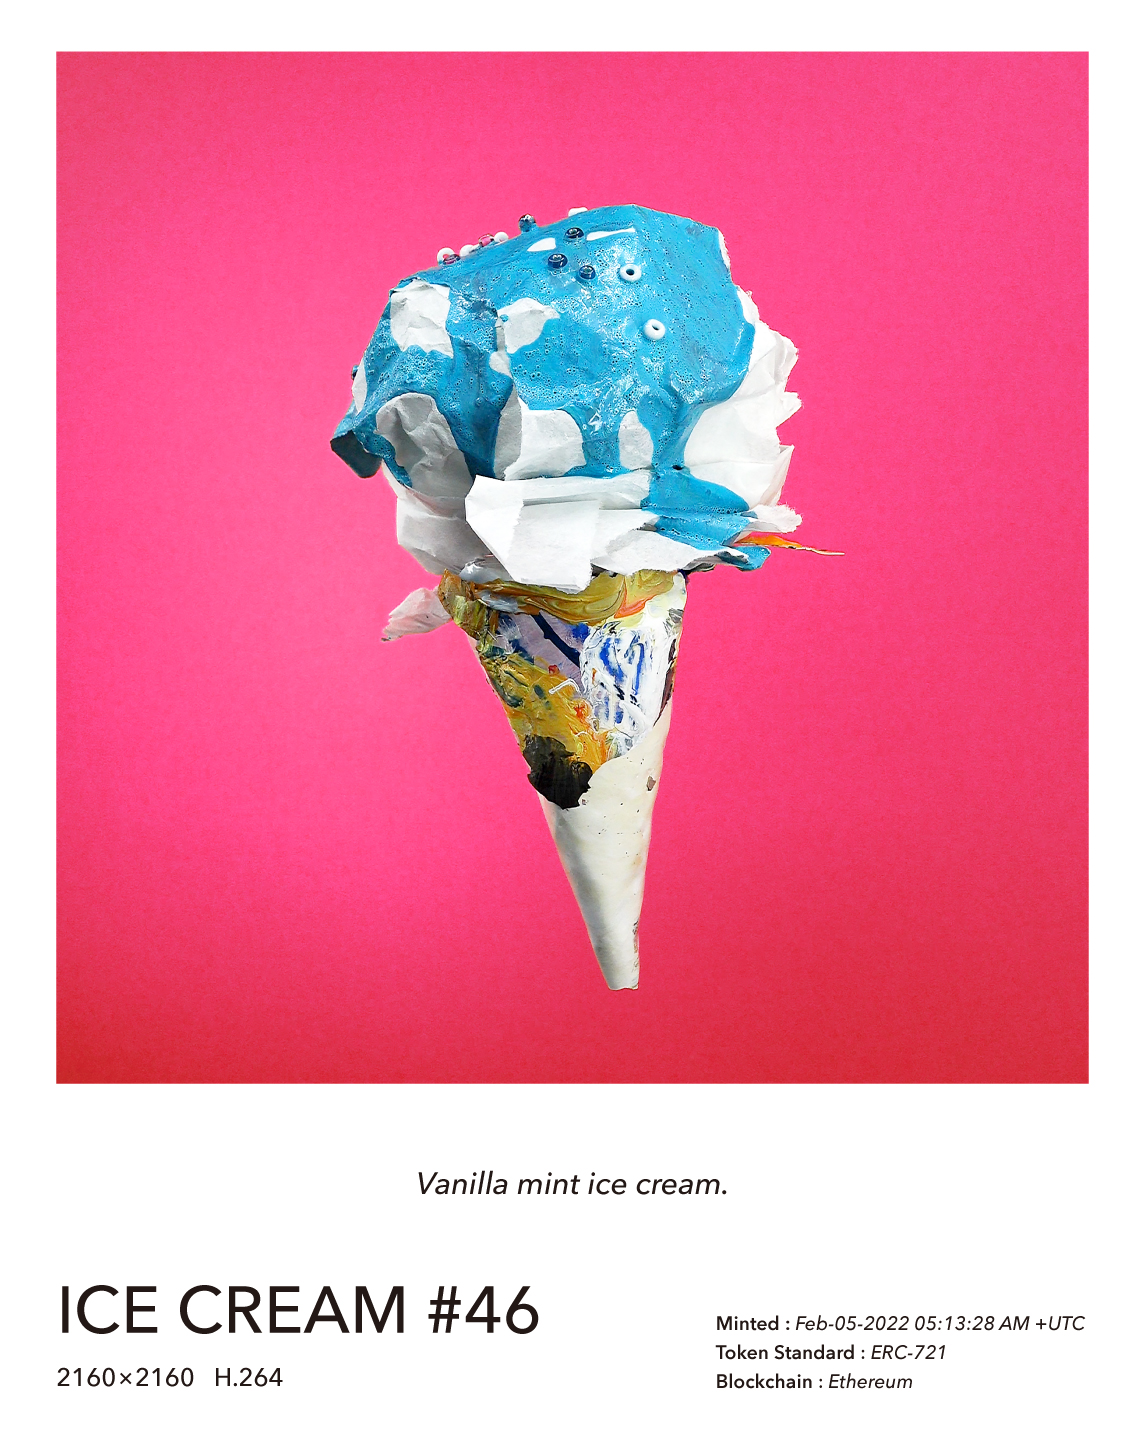 Vanilla mint ice cream.
ICE CREAM #46
2160×2160 H.264
Minted : Feb-05-2022 05:13:28 AM +UTC
Token Standard : ERC-721
Blockchain : Ethereum